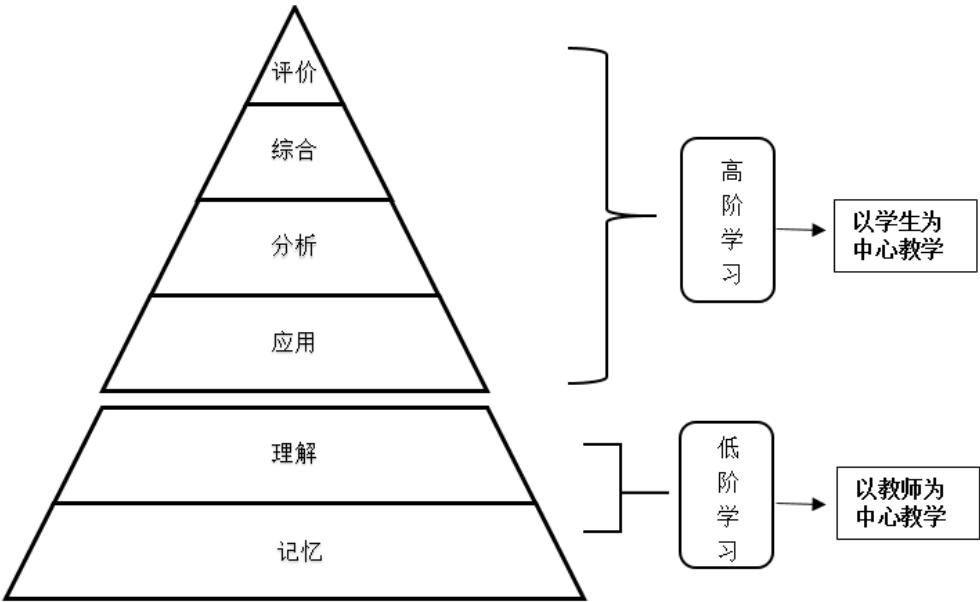 评价
综合
分析
应用
理解
记忆
高
阶
学
习
以学生为
中心教学
低
阶
学
习
以教师为
中心教学